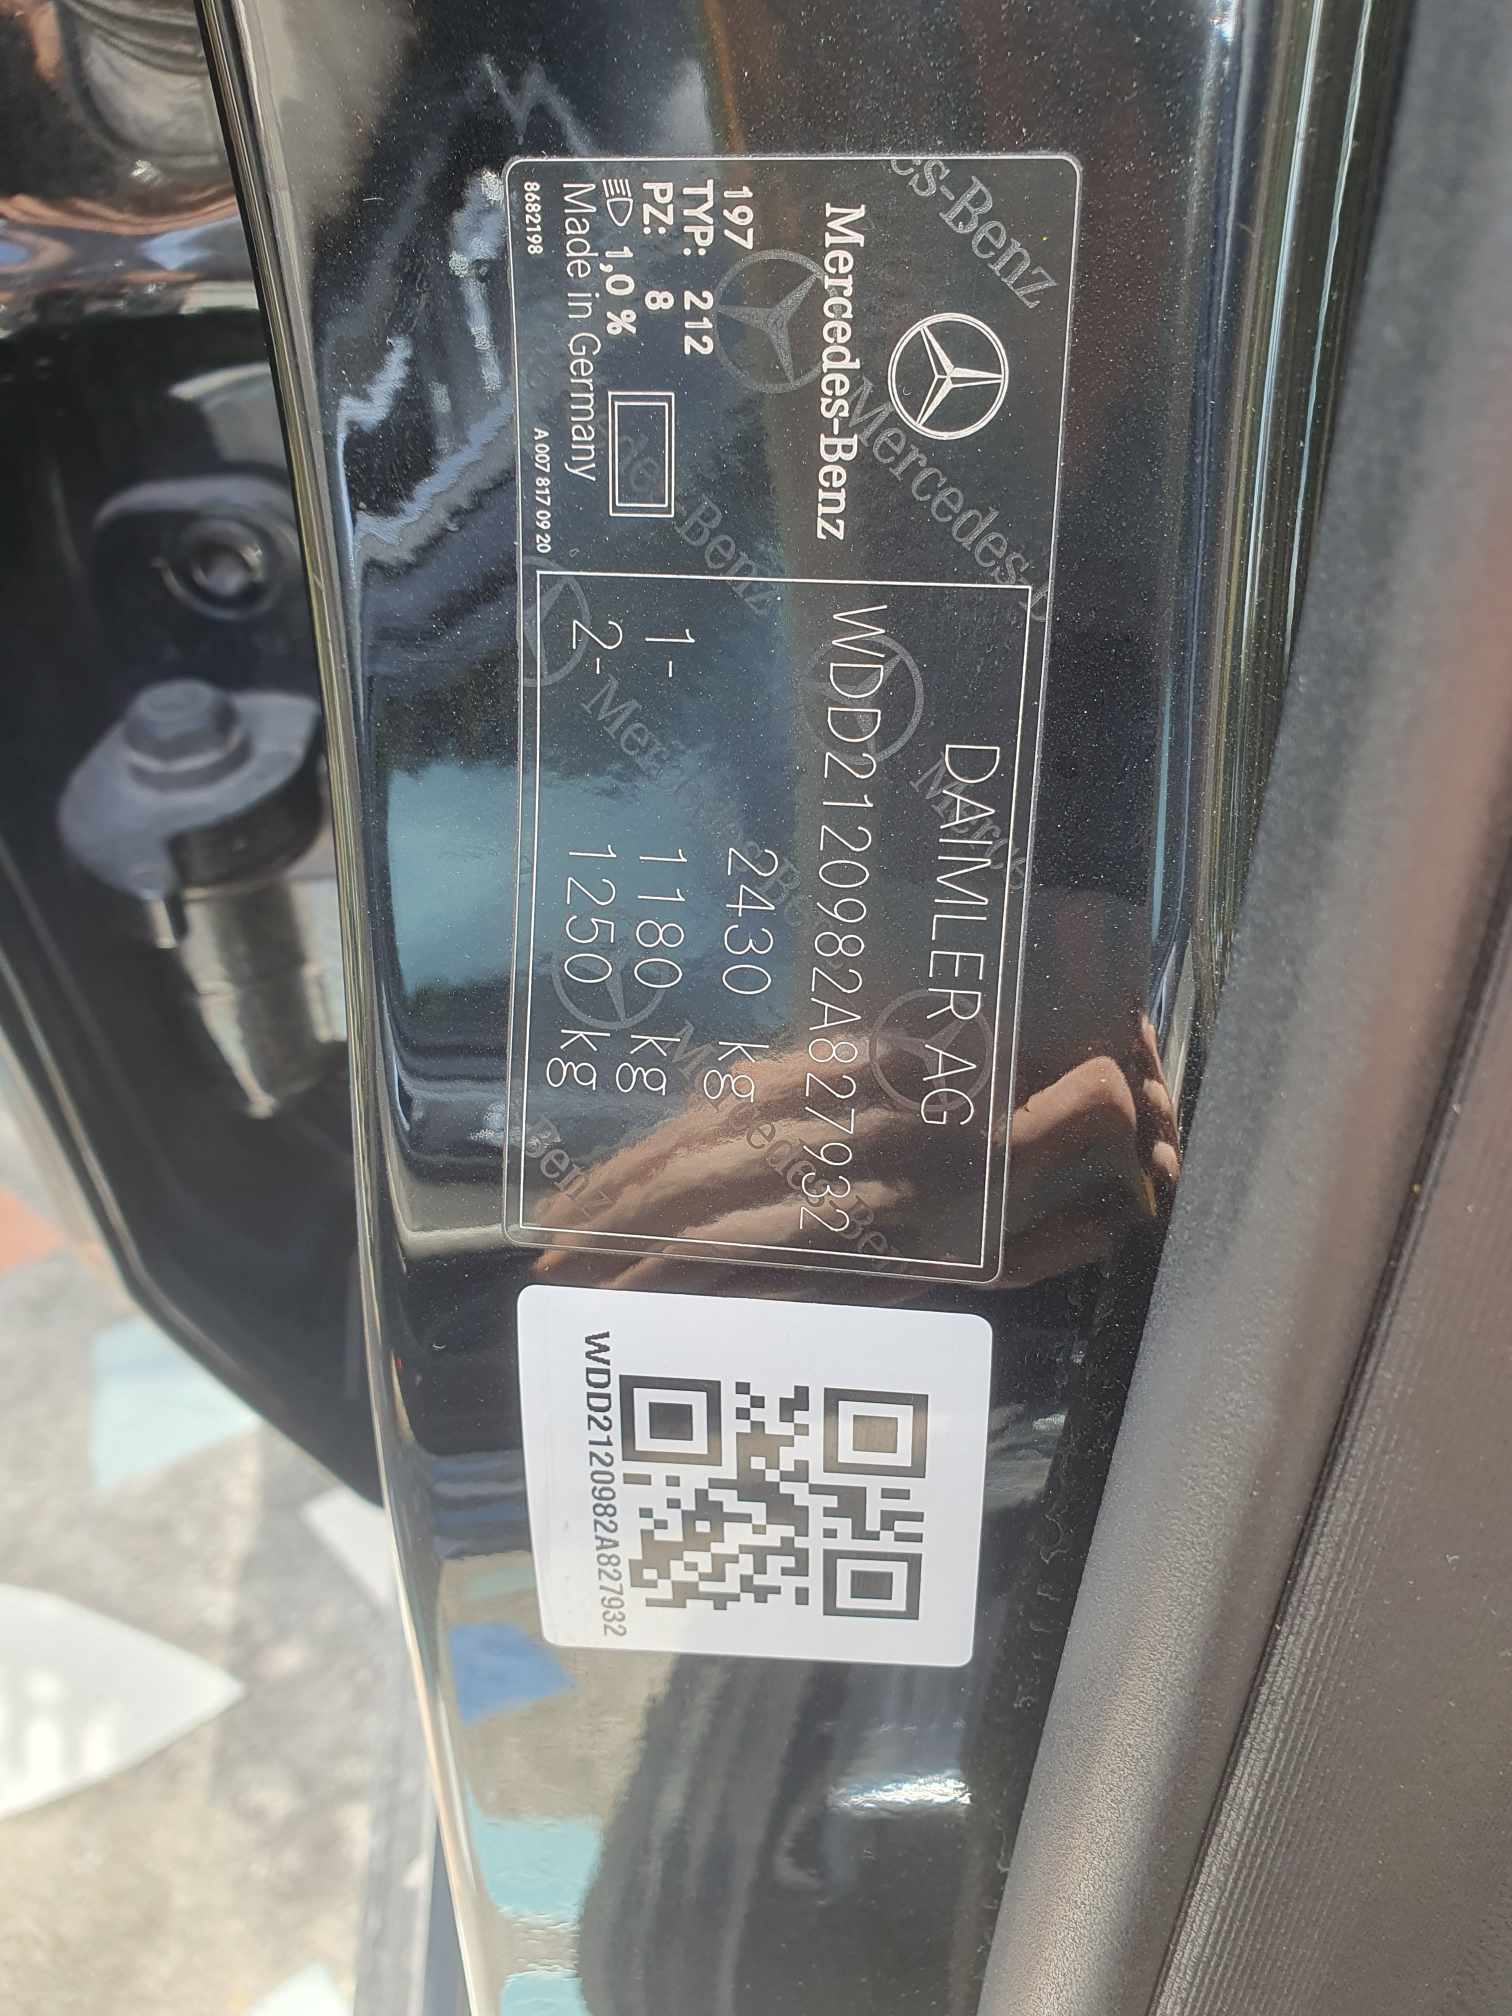 Mercedes-Benz
197
TYP: 212
PZ: 8
1,0 %
Made in Germany
8682198
A 007 817 09 20
DAIMLER AG
WDD2120982A827932
2430 kg
1- 1180 kg
2- 1250 kg
WDD2120982A827932